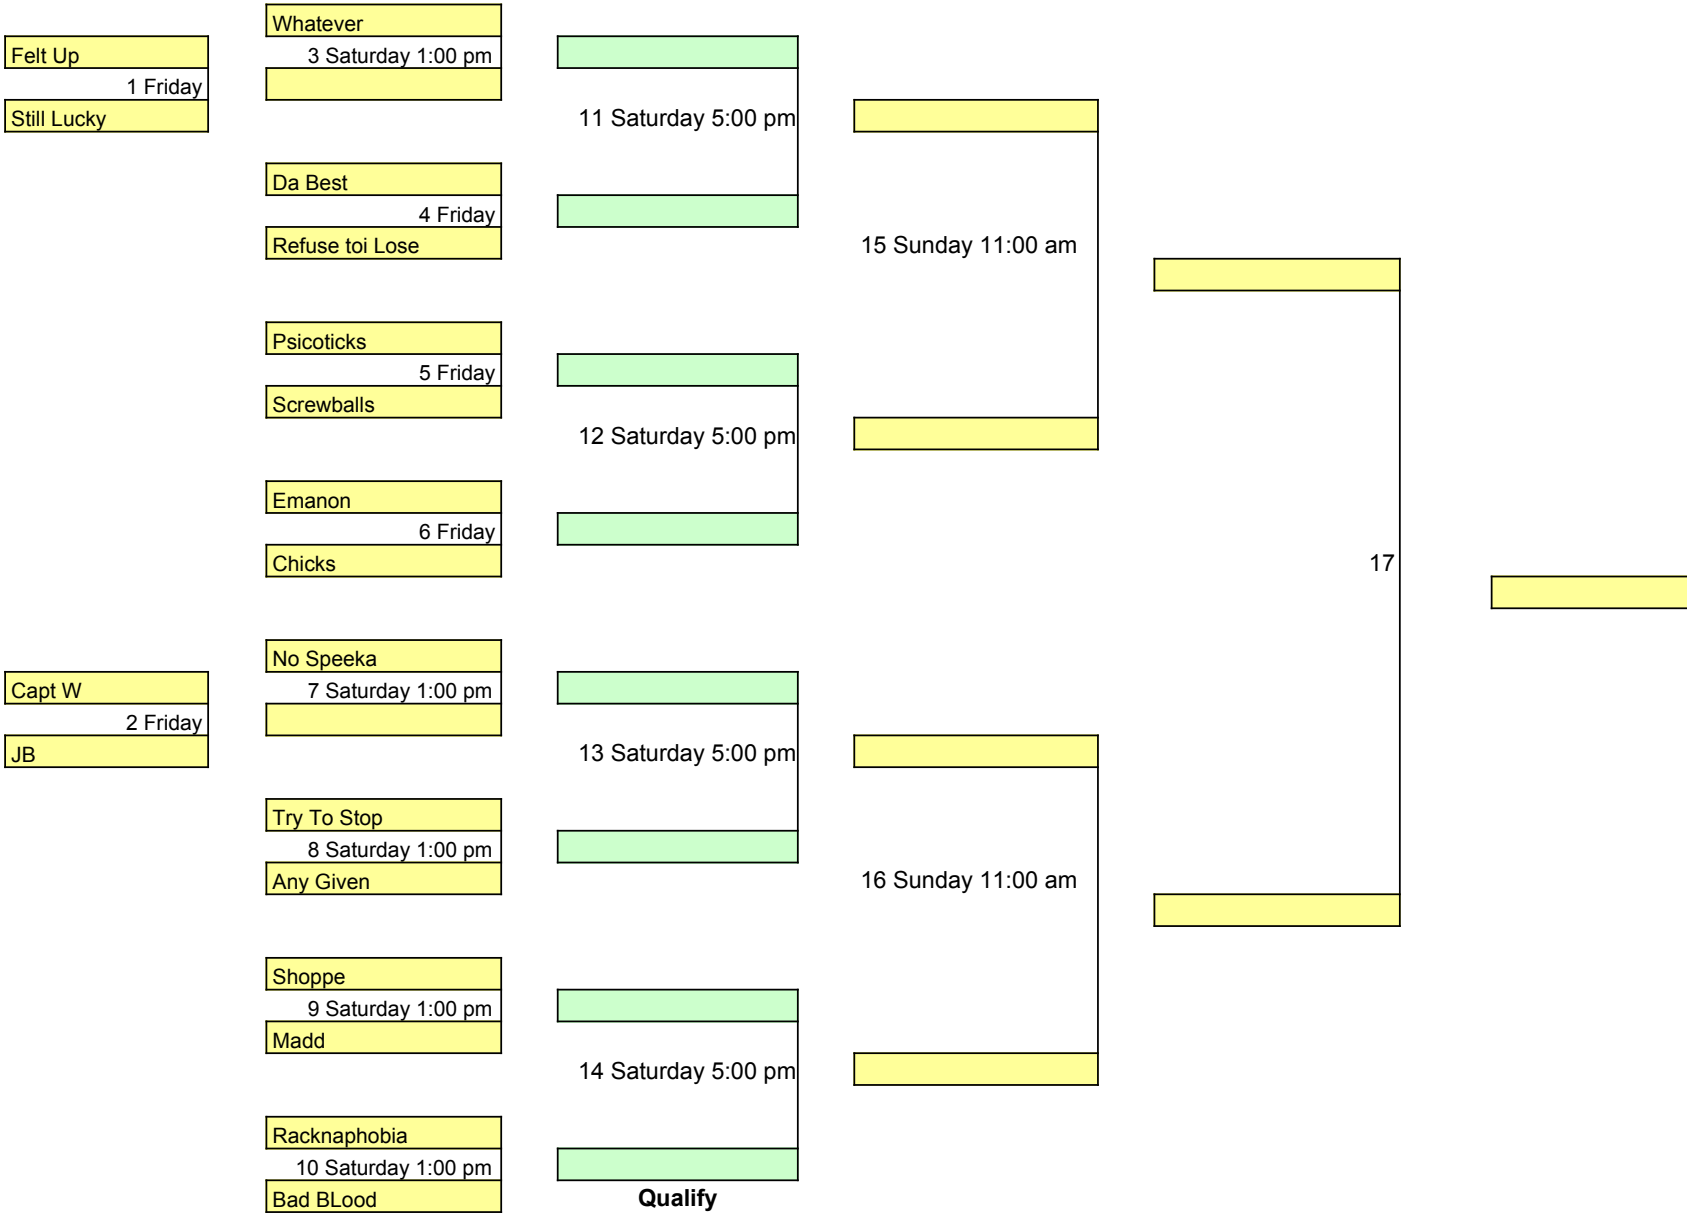 Whatever
Felt Up
3 Saturday 1:00 pm
1 Friday
Still Lucky
11 Saturday 5:00 pm
Da Best
4 Friday
Refuse toi Lose
15 Sunday 11:00 am
Psicoticks
5 Friday
Screwballs
12 Saturday 5:00 pm
Emanon
6 Friday
Chicks
17
No Speeka
Capt W
7 Saturday 1:00 pm
2 Friday
JB
13 Saturday 5:00 pm
Try To Stop
8 Saturday 1:00 pm
Any Given
16 Sunday 11:00 am
Shoppe
9 Saturday 1:00 pm
Madd
14 Saturday 5:00 pm
Racknaphobia
10 Saturday 1:00 pm
Bad BLood
Qualify